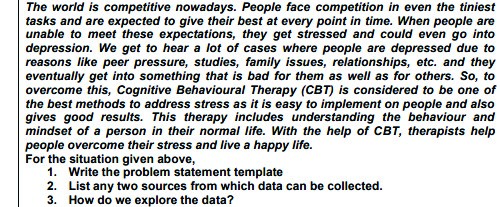 The world is competitive nowadays. People face competition in even the tiniest
tasks and are expected to give their best at every point in time. When people are
unable to meet these expectations, they get stressed and could even go into
depression. We get to hear a lot of cases where people are depressed due to
reasons like peer pressure, studies, family issues, relationships, etc. and they
eventually get into something that is bad for them as well as for others. So, to
overcome this, Cognitive Behavioural Therapy (CBT) is considered to be one of
the best methods to address stress as it is easy to implement on people and also
gives good results. This therapy includes understanding the behaviour and
mindset of a person in their normal life. With the help of CBT, therapists help
people overcome their stress and live a happy life.
For the situation given above,
1. Write the problem statement template
2. List any two sources from which data can be collected.
3. How do we explore the data?